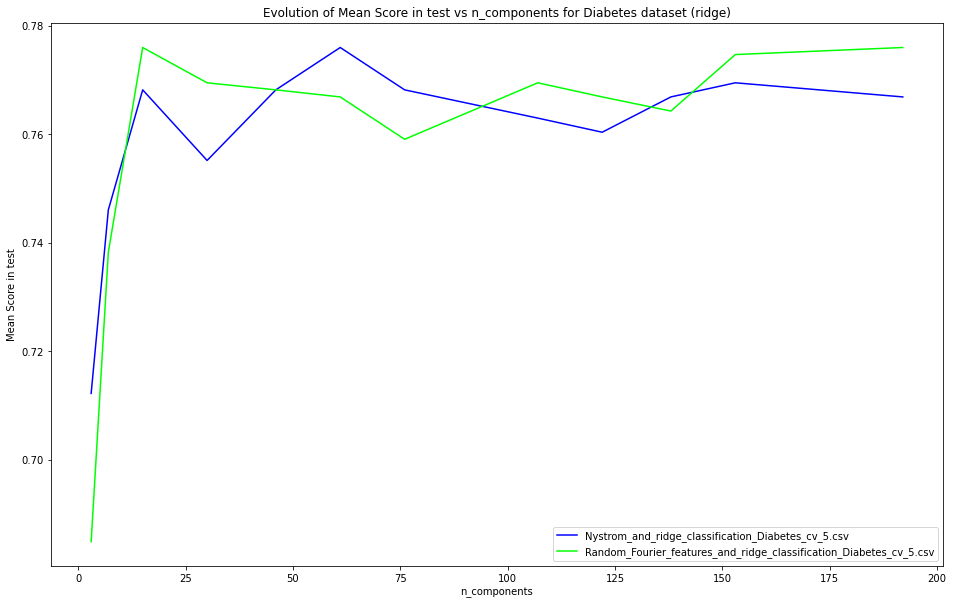 Evolution of Mean Score in test vs n_components for Diabetes dataset (ridge)
0.78
0.76
0.74
0.72
0.70
Mean Score in test
0
25
50
75
100
125
150
175
200
n_components
Nystrom_and_ridge_classification_Diabetes_cv_5.csv
Random_Fourier_features_and_ridge_classification_Diabetes_cv_5.csv